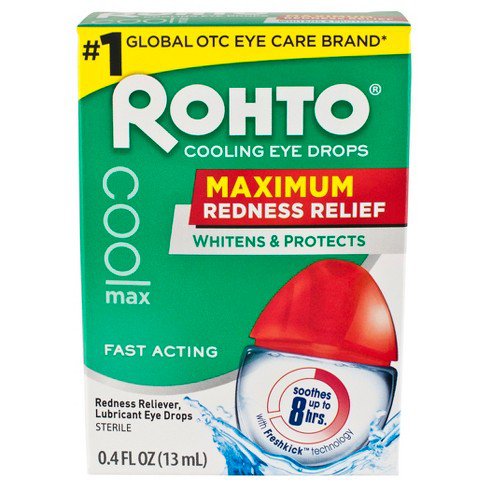 #1 GLOBAL OTC EYE CARE BRAND*
ROHTO®
COOLING EYE DROPS
MAXIMUM
REDNESS RELIEF
WHITENS & PROTECTS
cool
max
FAST ACTING
soothes
up to
8 hrs.
with Freshkick™ technology
Redness Reliever,
Lubricant Eye Drops
STERILE
0.4 FL OZ (13 mL)